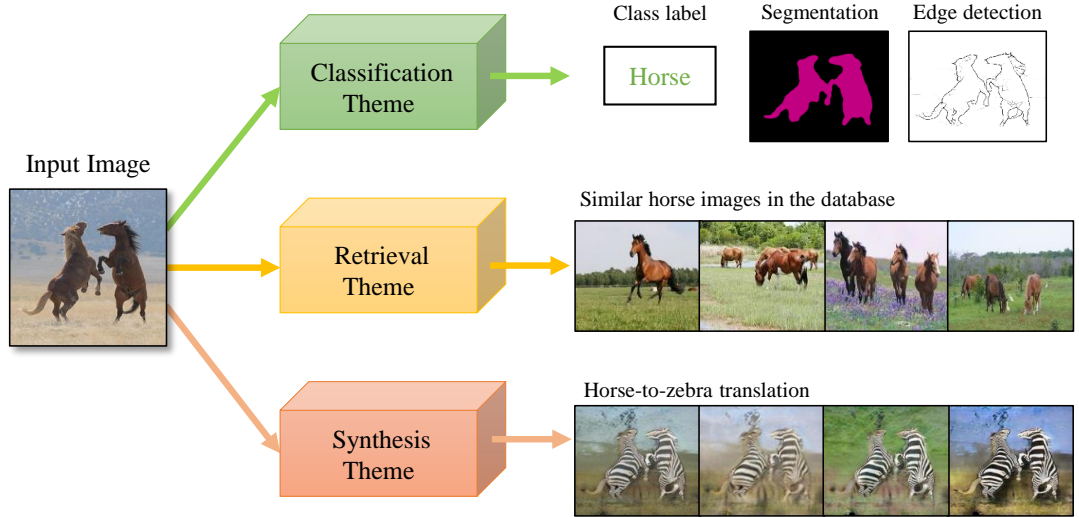 Input Image
Classification
Theme
Class label
Horse
Segmentation
Edge detection
Retrieval
Theme
Similar horse images in the database
Synthesis
Theme
Horse-to-zebra translation